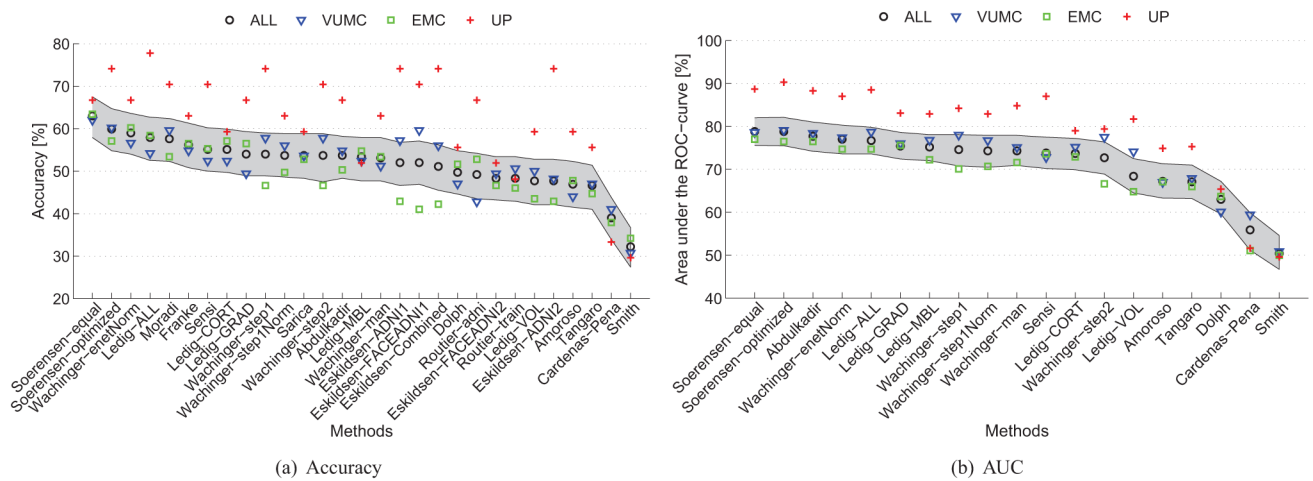 ALL VUMC EMC UP
80
70
60
50
40
30
20
Accuracy [%]
Soerensen-equal
Soerensen-optimized
Wachinger-enetNorm
Ledig-ALL
Moradi
Franke
Sensi
Ledig-CORT
Ledig-GRAD
Wachinger-step1
Wachinger-step1Norm
Sarica
Wachinger-step2
Abdulkadir
Ledig-MBL
Wachinger-man
Eskildsen-ADNI1
Eskildsen-FACEADNI1
Eskildsen-Combined
Dolph
Routier-adni
Eskildsen-FACEADNI2
Routier-train
Ledig-VOL
Eskildsen-ADNI2
Amoroso
Tangaro
Cardenas-Pena
Smith
Methods
(a) Accuracy
ALL VUMC EMC UP
100
90
80
70
60
50
40
Area under the ROC-curve [%]
Soerensen-equal
Soerensen-optimized
Abdulkadir
Wachinger-enetNorm
Ledig-ALL
Ledig-GRAD
Ledig-MBL
Wachinger-step1
Wachinger-step1Norm
Wachinger-man
Sensi
Ledig-CORT
Wachinger-step2
Ledig-VOL
Amoroso
Tangaro
Dolph
Cardenas-Pena
Smith
Methods
(b) AUC